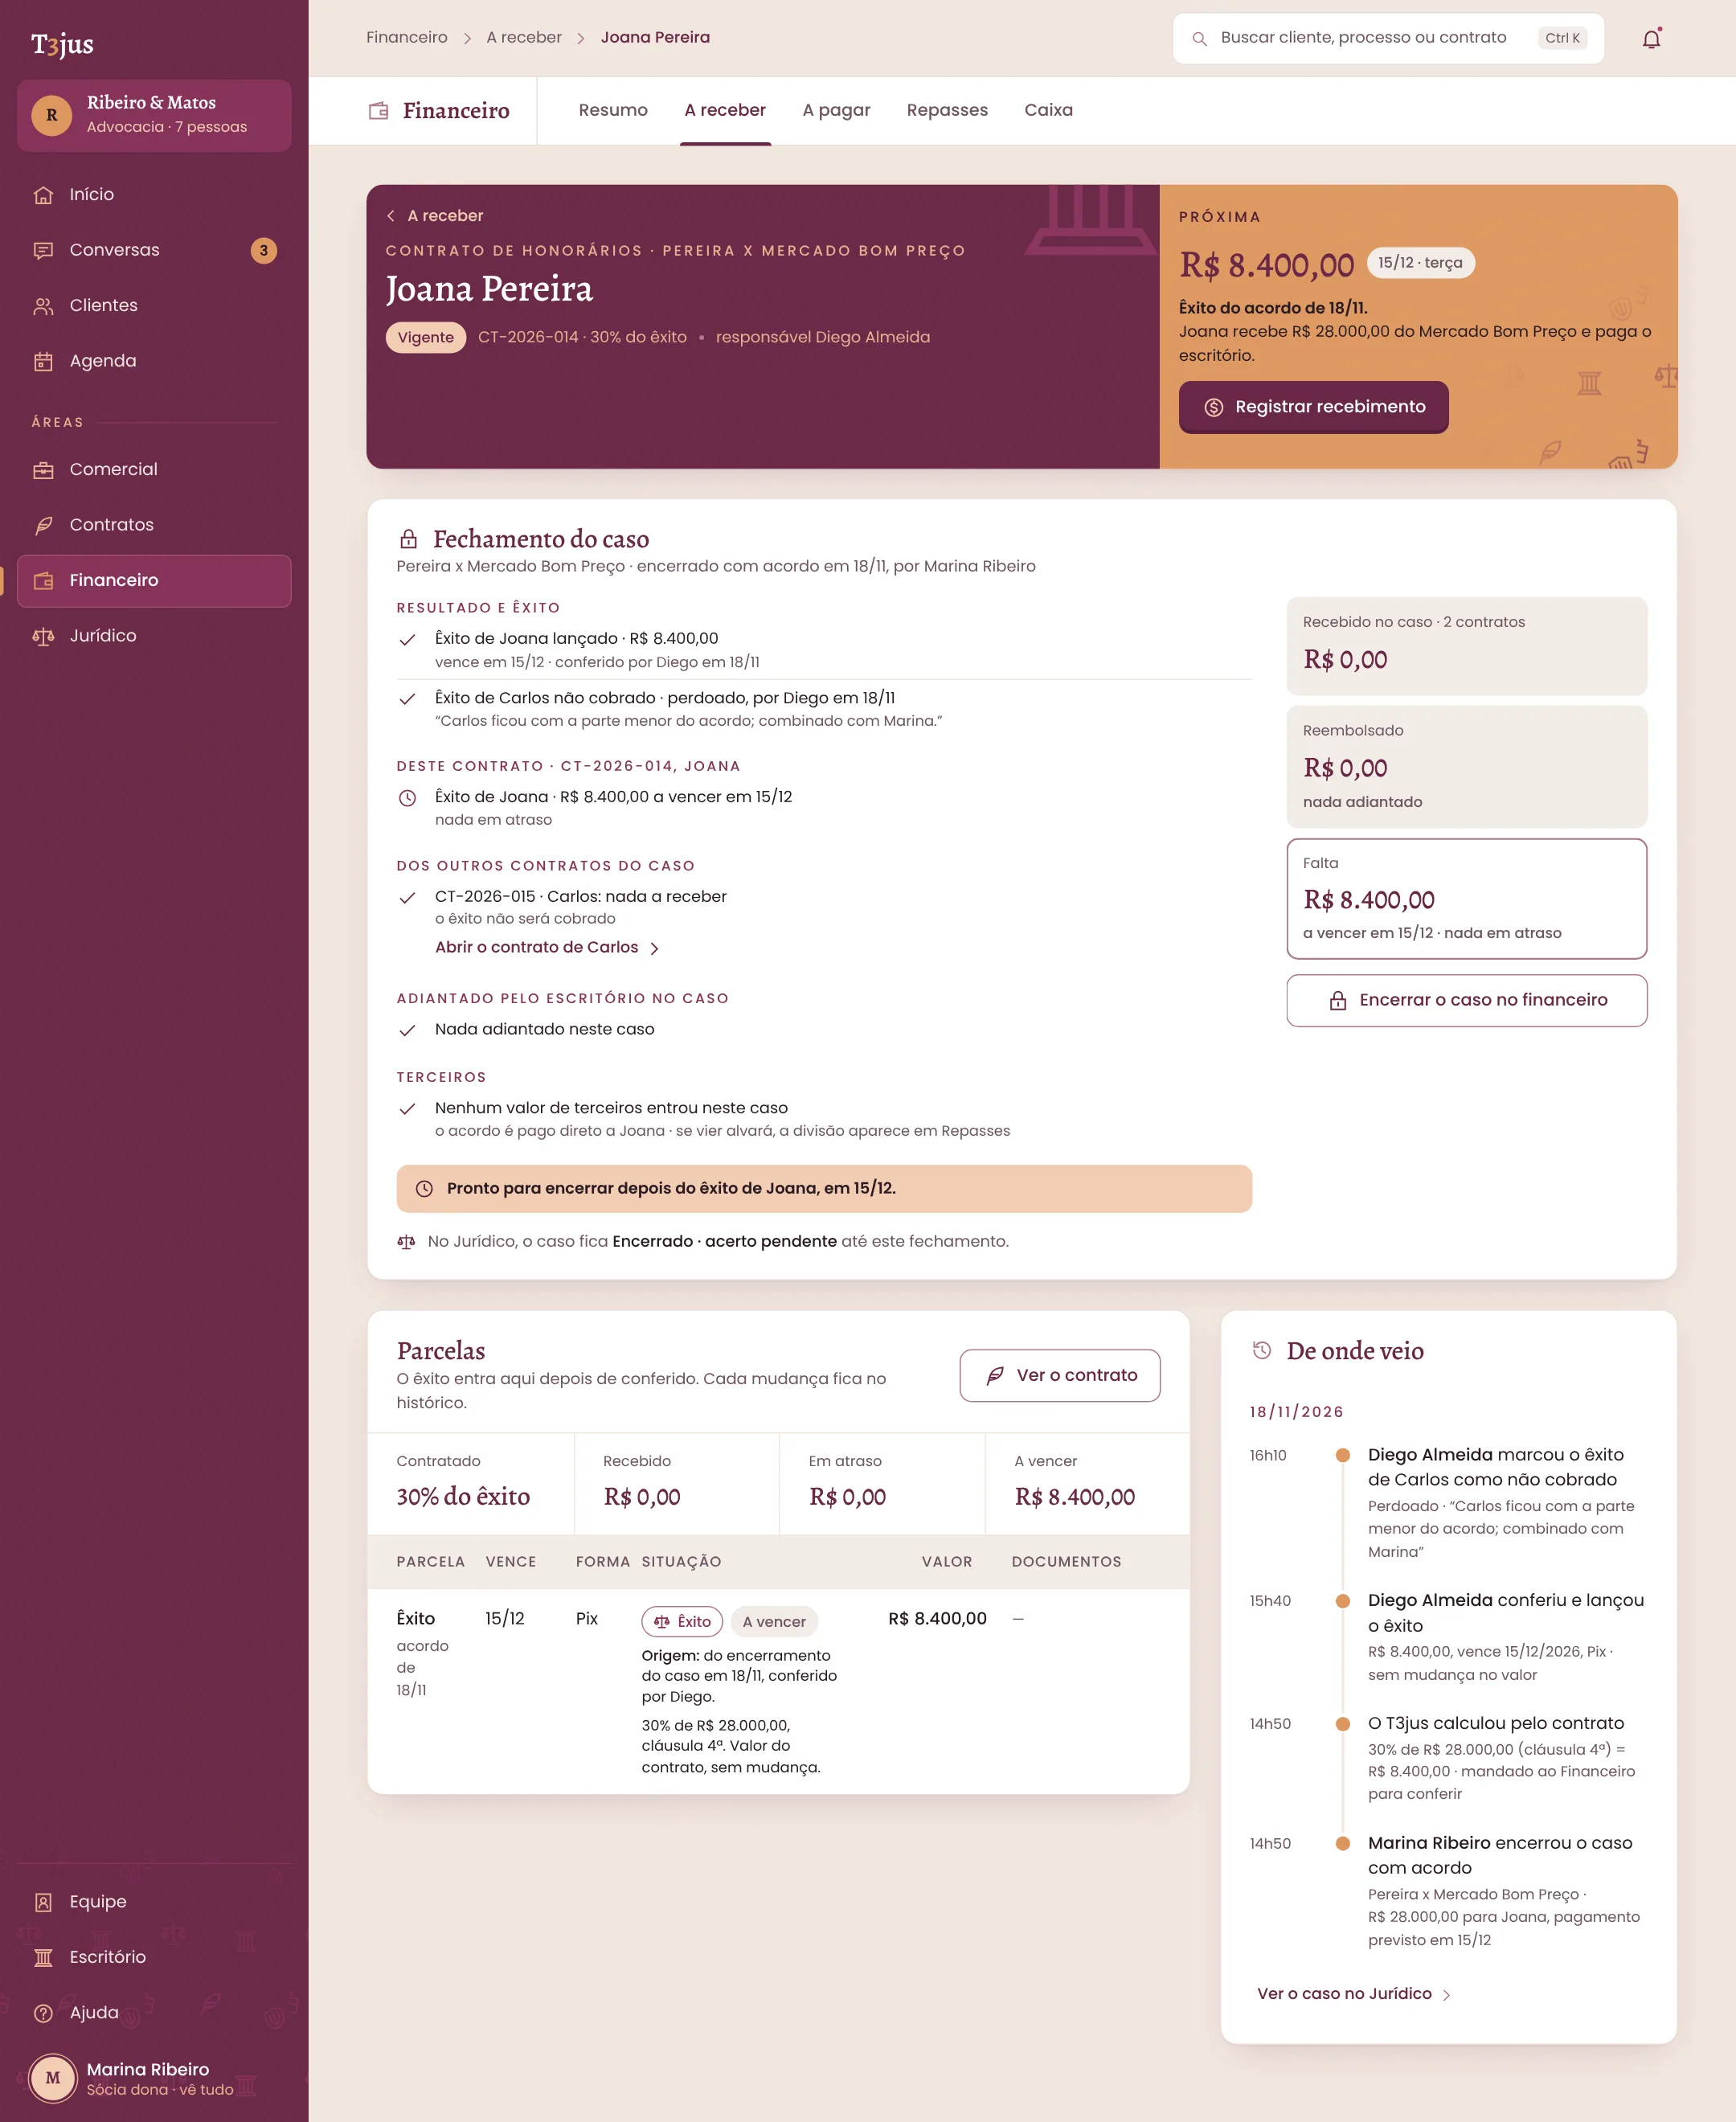 T3jus
R
Ribeiro & Matos
Advocacia · 7 pessoas
Início
Conversas
3
Clientes
Agenda
ÁREAS
Comercial
Contratos
Financeiro
Jurídico
Equipe
Escritório
Ajuda
M
Marina Ribeiro
Sócia dona · vê tudo
Financeiro
A receber
Joana Pereira
Buscar cliente, processo ou contrato
Ctrl K
Financeiro
Resumo
A receber
A pagar
Repasses
Caixa
A receber
CONTRATO DE HONORÁRIOS · PEREIRA X MERCADO BOM PREÇO
Joana Pereira
Vigente
CT-2026-014 · 30% do êxito • responsável Diego Almeida
PRÓXIMA
R$ 8.400,00
15/12 · terça
Êxito do acordo de 18/11.
Joana recebe R$ 28.000,00 do Mercado Bom Preço e paga o
escritório.
Registrar recebimento
Fechamento do caso
Pereira x Mercado Bom Preço · encerrado com acordo em 18/11, por Marina Ribeiro
RESULTADO E ÊXITO
Êxito de Joana lançado · R$ 8.400,00
vence em 15/12 · conferido por Diego em 18/11
Êxito de Carlos não cobrado · perdoado, por Diego em 18/11
“Carlos ficou com a parte menor do acordo; combinado com Marina.”
DESTE CONTRATO · CT-2026-014, JOANA
Êxito de Joana · R$ 8.400,00 a vencer em 15/12
nada em atraso
DOS OUTROS CONTRATOS DO CASO
CT-2026-015 · Carlos: nada a receber
o êxito não será cobrado
Abrir o contrato de Carlos
ADIANTADO PELO ESCRITÓRIO NO CASO
Nada adiantado neste caso
TERCEIROS
Nenhum valor de terceiros entrou neste caso
o acordo é pago direto a Joana · se vier alvará, a divisão aparece em Repasses
Pronto para encerrar depois do êxito de Joana, em 15/12.
No Jurídico, o caso fica Encerrado · acerto pendente até este fechamento.
Recebido no caso · 2 contratos
R$ 0,00
Reembolsado
R$ 0,00
nada adiantado
Falta
R$ 8.400,00
a vencer em 15/12 · nada em atraso
Encerrar o caso no financeiro
Parcelas
O êxito entra aqui depois de conferido. Cada mudança fica no
histórico.
Ver o contrato
Contratado
30% do êxito
Recebido
R$ 0,00
Em atraso
R$ 0,00
A vencer
R$ 8.400,00
PARCELA VENCE FORMA SITUAÇÃO VALOR DOCUMENTOS
Êxito
acordo
de
18/11
15/12
Pix
Êxito
A vencer
Origem: do encerramento
do caso em 18/11, conferido
por Diego.
30% de R$ 28.000,00,
cláusula 4ª. Valor do
contrato, sem mudança.
R$ 8.400,00
—
De onde veio
18/11/2026
16h10
Diego Almeida marcou o êxito
de Carlos como não cobrado
Perdoado · “Carlos ficou com a parte
menor do acordo; combinado com
Marina”
15h40
Diego Almeida conferiu e lançou
o êxito
R$ 8.400,00, vence 15/12/2026, Pix ·
sem mudança no valor
14h50
O T3jus calculou pelo contrato
30% de R$ 28.000,00 (cláusula 4ª) =
R$ 8.400,00 · mandado ao Financeiro
para conferir
14h50
Marina Ribeiro encerrou o caso
com acordo
Pereira x Mercado Bom Preço ·
R$ 28.000,00 para Joana, pagamento
previsto em 15/12
Ver o caso no Jurídico